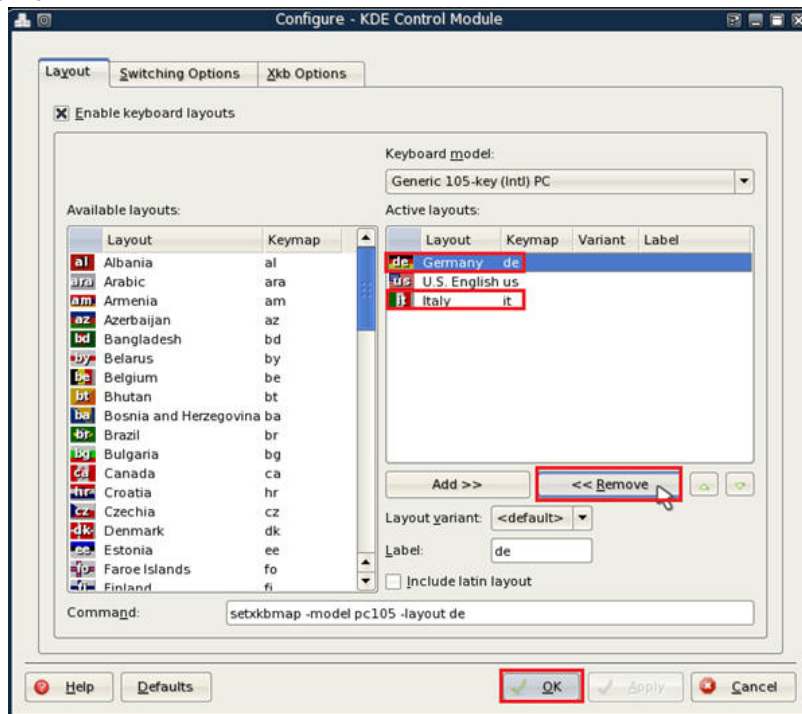 Configure - KDE Control Module
Layout Switching Options Xkb Options
Enable keyboard layouts
Keyboard model:
Generic 105-key (Intl) PC
Available layouts:
Layout Keymap
al Albania al
ara Arabic ara
am Armenia am
az Azerbaijan az
bd Bangladesh bd
by Belarus by
be Belgium be
bt Bhutan bt
ba Bosnia and Herzegovina ba
br Brazil br
bg Bulgaria bg
ca Canada ca
hr Croatia hr
cz Czechia cz
dk Denmark dk
ee Estonia ee
fo Faroe Islands fo
fi Finland fi
Active layouts:
Layout Keymap Variant Label
de Germany de
us U.S. English us
it Italy it
Add >> << Remove
Layout variant: <default>
Label: de
Include latin layout
Command: setxkbmap -model pc105 -layout de
Help Defaults OK Apply Cancel